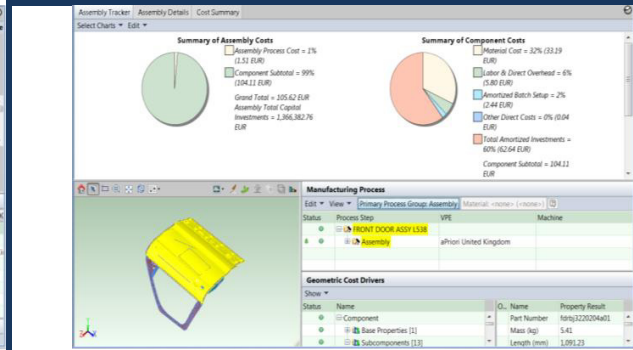 Assembly Tracker Assembly Details Cost Summary
Select Charts Edit
Summary of Assembly Costs
Assembly Process Cost = 1%
(1.51 EUR)
Component Subtotal = 99%
(104.11 EUR)
Grand Total = 105.62 EUR
Assembly Total Capital
Investments = 1,366,382.76
EUR
Summary of Component Costs
Material Cost = 32% (33.19
EUR)
Labor & Direct Overhead = 6%
(5.80 EUR)
Amortized Batch Setup = 2%
(2.44 EUR)
Other Direct Costs = 0% (0.04
EUR)
Total Amortized Investments =
60% (62.64 EUR)
Component Subtotal = 104.11
EUR
Manufacturing Process
Edit View Primary Process Group: Assembly Material: <none> (<none>)
Status Process Step VPE Machine
FRONT DOOR ASSY L538
Assembly aPriori United Kingdom
Geometric Cost Drivers
Show
Status Name O.. Name Property Result
Component Part Number fdrbj3220204a01
Base Properties [1] Mass (kg) 5.41
Subcomponents [13] Length (mm) 1,091.23